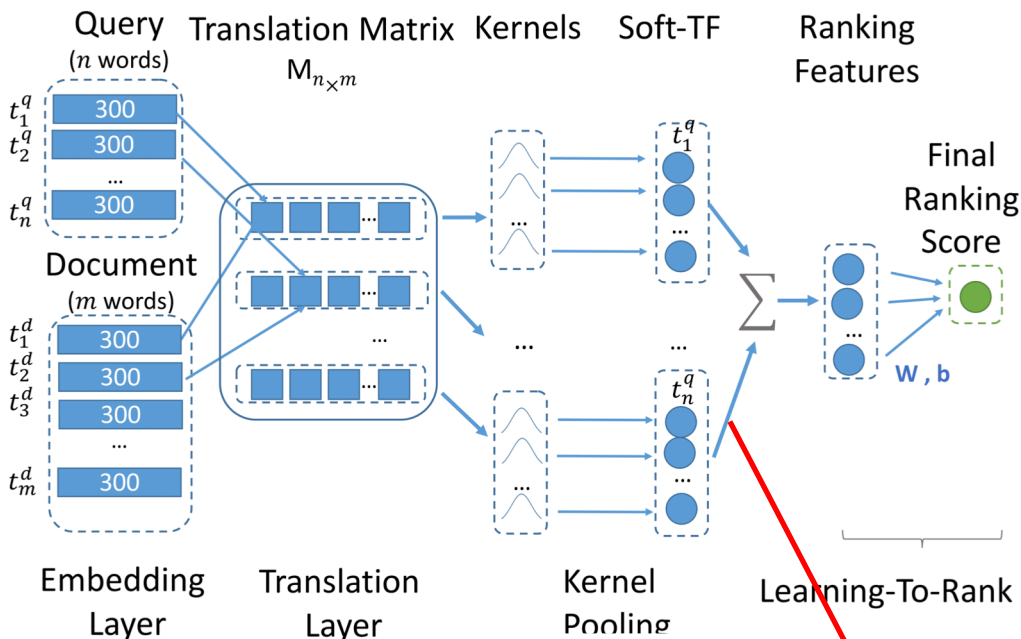 Query
(n words)
Translation Matrix
M_{n×m}
Kernels
Soft-TF
Ranking
Features
t_1^q 300
t_2^q 300
...
t_n^q 300
Document
(m words)
t_1^d 300
t_2^d 300
t_3^d 300
...
t_m^d 300
...
...
...
...
...
...
...
t_1^q
...
...
t_n^q
...
Σ
...
W , b
Final
Ranking
Score
Embedding
Layer
Translation
Layer
Kernel
Pooling
Learning-To-Rank